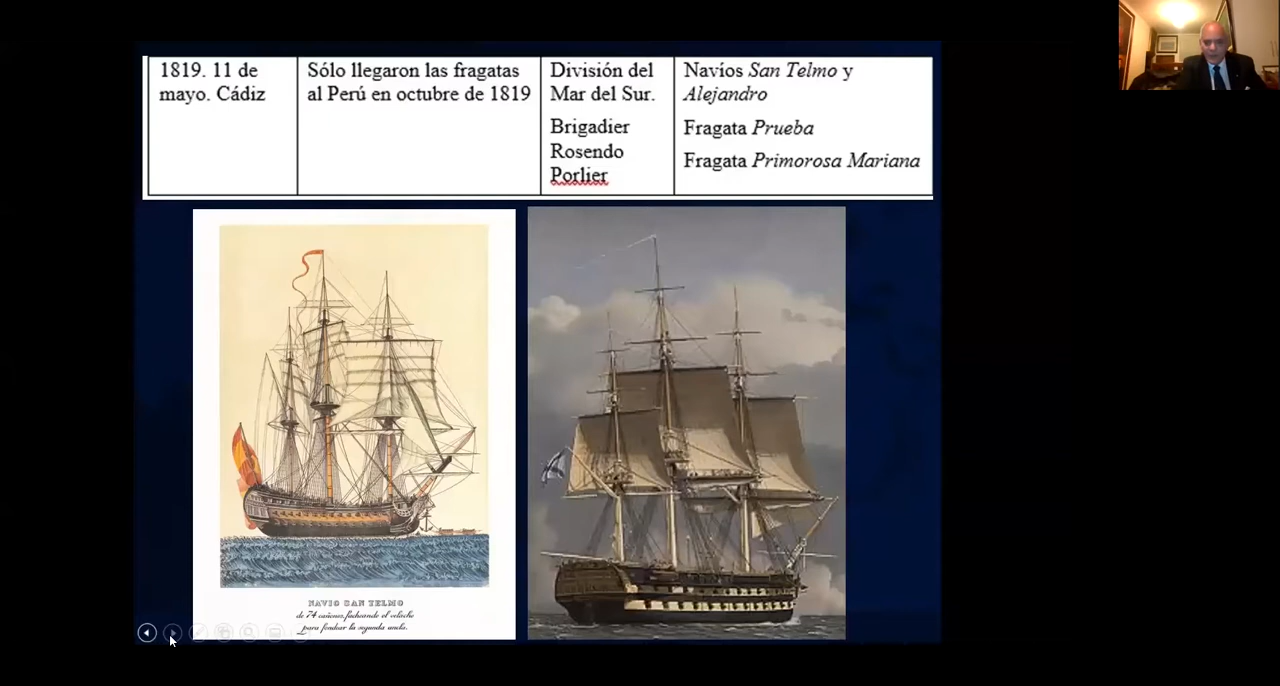 1819. 11 de
mayo. Cádiz
Sólo llegaron las fragatas
al Perú en octubre de 1819
División del
Mar del Sur.
Brigadier
Rosendo
Porlier
Navíos San Telmo y
Alejandro
Fragata Prueba
Fragata Primorosa Mariana
NAVIO SAN TELMO
de 74 cañones, facheando el velacho
para fondear la segunda ancla.